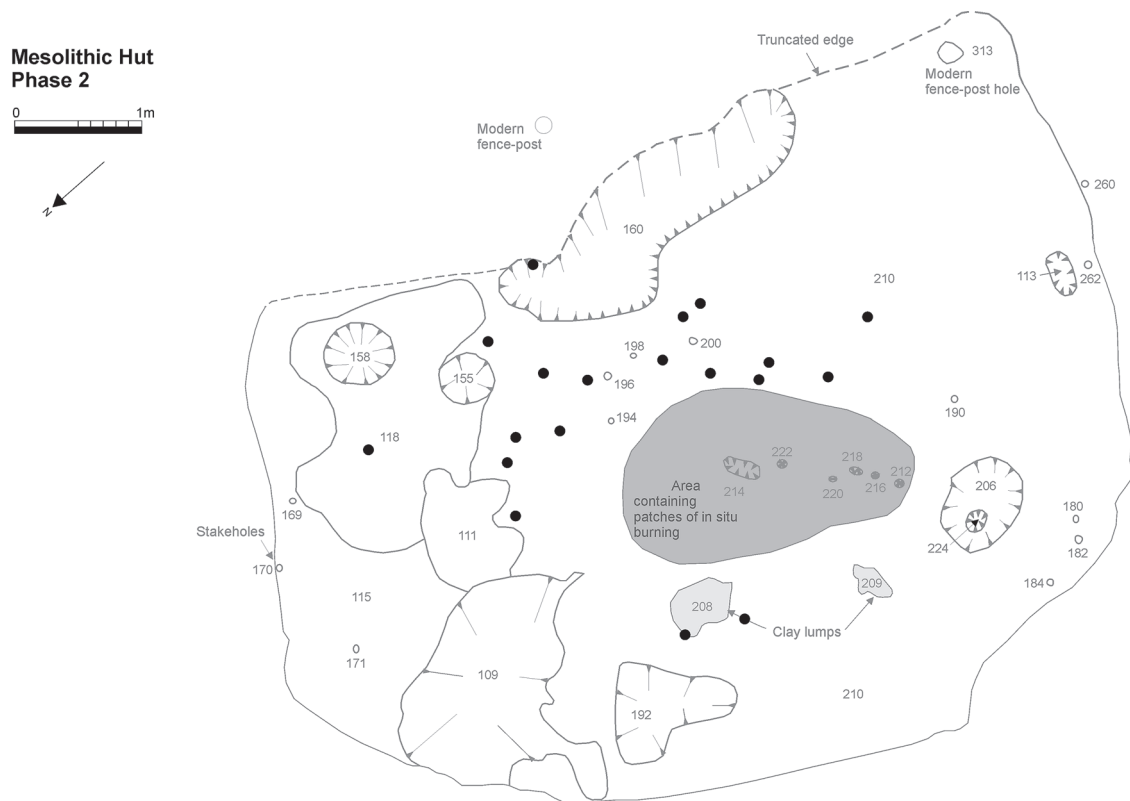 Mesolithic Hut
Phase 2
0 1m
N
Truncated edge
313
Modern
fence-post hole
Modern
fence-post
260
160
210
113
262
158
198
200
155
196
190
194
118
222
218
212
206
214
220
216
Area
containing
patches of in situ
burning
169
180
Stakeholes
111
224
182
170
184
209
115
208
Clay lumps
171
109
210
192